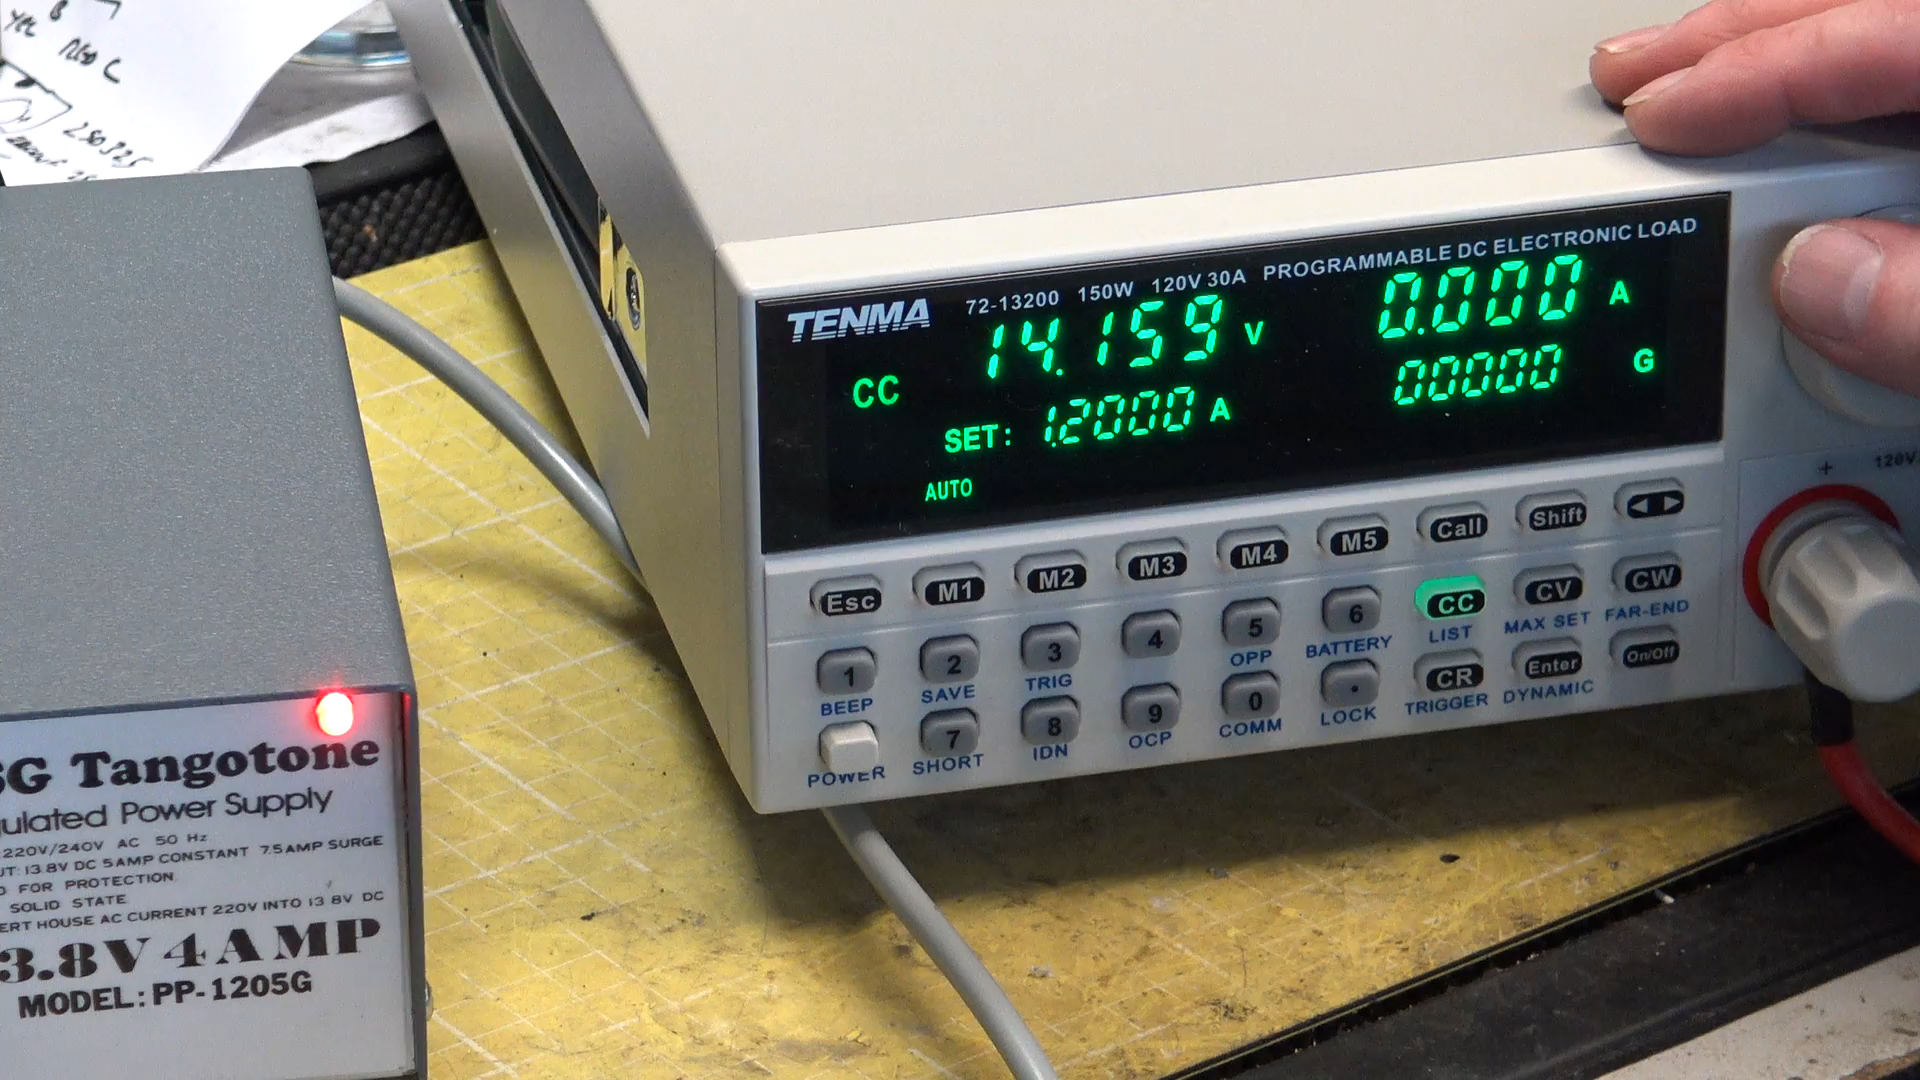 YEL B
RED C
250325
TENMA
72-13200 150W 120V 30A PROGRAMMABLE DC ELECTRONIC LOAD
14.159 V 0.000 A
CC
SET: 1.2000 A 00000 G
AUTO
Esc M1 M2 M3 M4 M5 Call Shift
1 2 3 4 5 6 CC CV CW
BEEP SAVE TRIG OPP BATTERY LIST MAX SET FAR-END
7 8 9 0 . CR Enter On/Off
POWER SHORT IDN OCP COMM LOCK TRIGGER DYNAMIC
+ 120V
G Tangotone
ulated Power Supply
220V/240V AC 50 Hz
UT: 13.8V DC 5AMP CONSTANT 7.5AMP SURGE
FOR PROTECTION.
SOLID STATE
ERT HOUSE AC CURRENT 220V INTO 13 8V DC
3.8V 4AMP
MODEL: PP-1205G